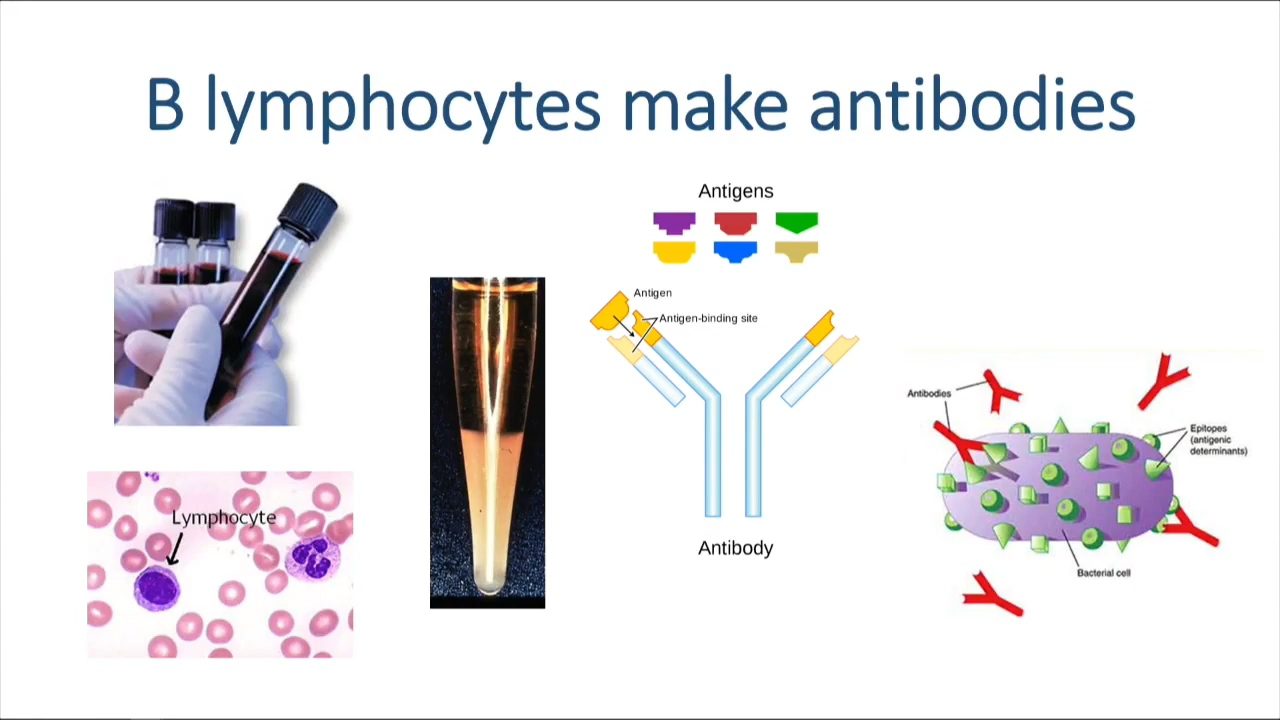 B lymphocytes make antibodies
Antigens
Antigen
Antigen-binding site
Antibody
Lymphocyte
Antibodies
Epitopes
(antigenic
determinants)
Bacterial cell